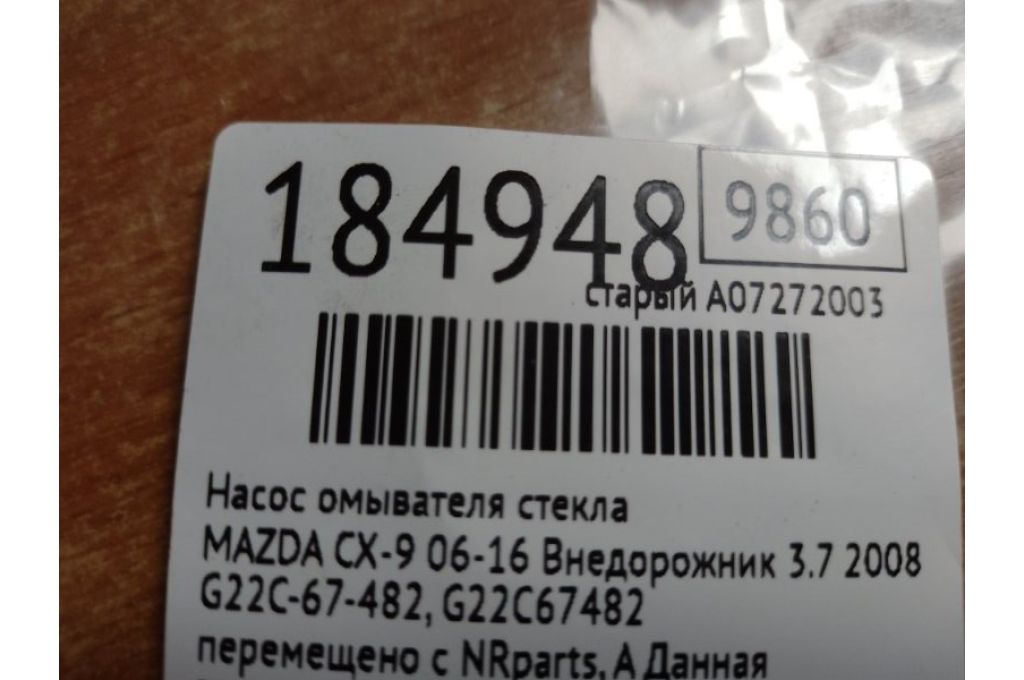 184948 9860
старый A07272003
Насос омывателя стекла
MAZDA CX-9 06-16 Внедорожник 3.7 2008
G22C-67-482, G22C67482
перемещено с NRparts, А Данная